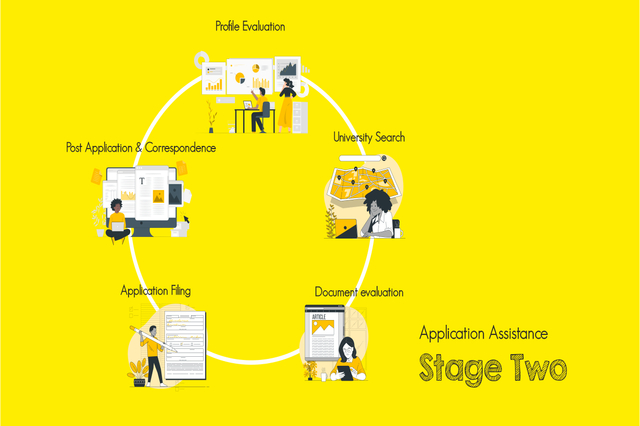 Profile Evaluation
University Search
Post Application & Correspondence
T
Application Filing
Document evaluation
ARTICLE
Application Assistance
Stage Two